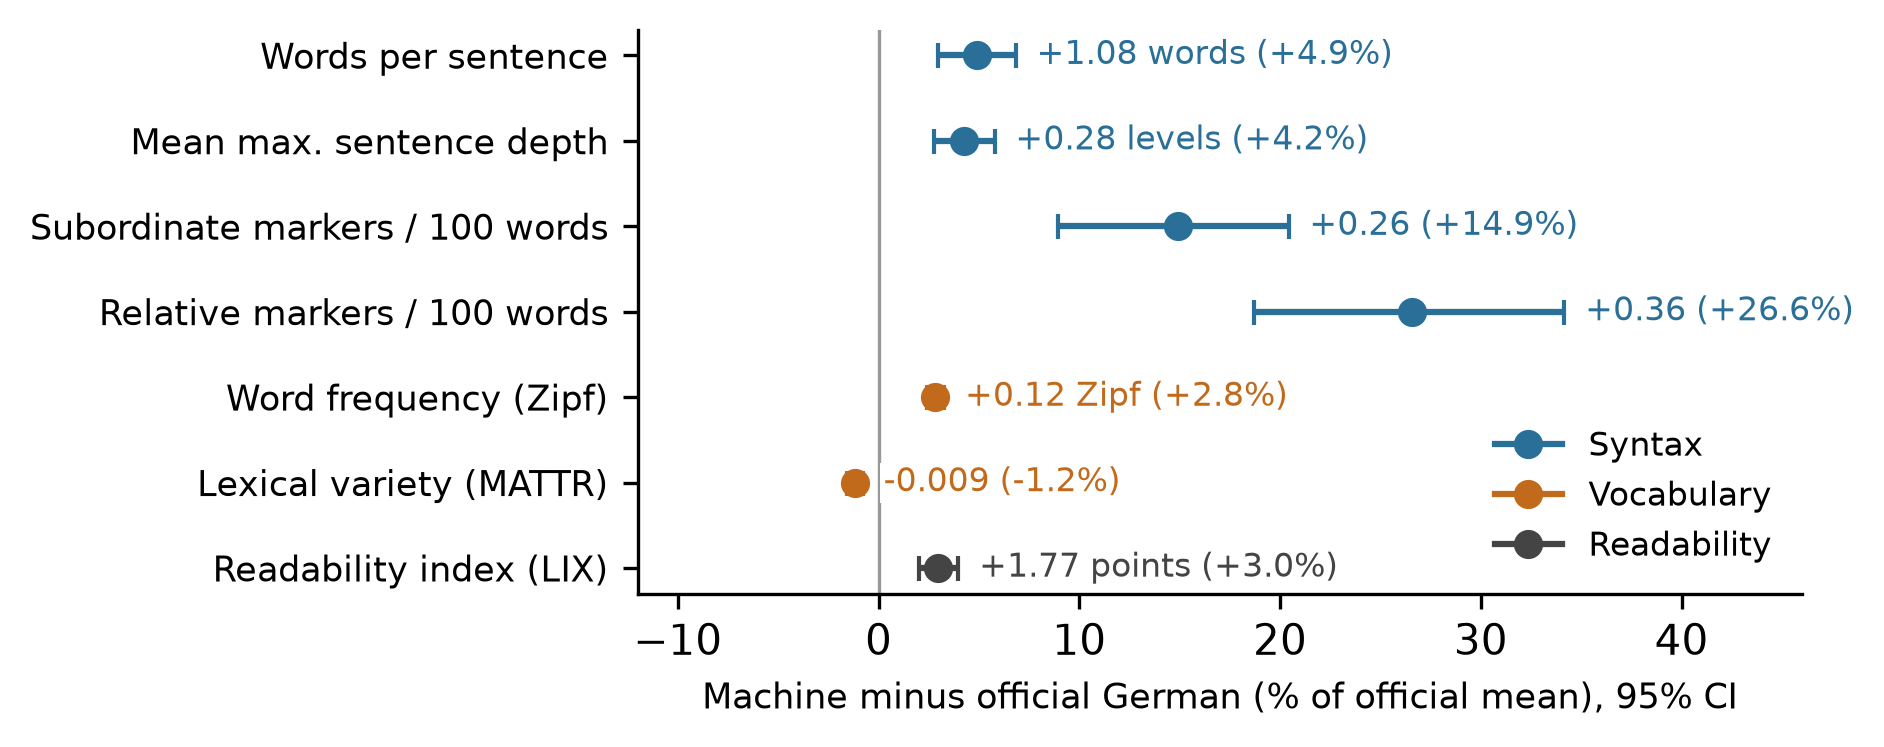 Words per sentence +1.08 words (+4.9%)
Mean max. sentence depth +0.28 levels (+4.2%)
Subordinate markers / 100 words +0.26 (+14.9%)
Relative markers / 100 words +0.36 (+26.6%)
Word frequency (Zipf) +0.12 Zipf (+2.8%)
Lexical variety (MATTR) -0.009 (-1.2%)
Readability index (LIX) +1.77 points (+3.0%)
Syntax
Vocabulary
Readability
−10 0 10 20 30 40
Machine minus official German (% of official mean), 95% CI